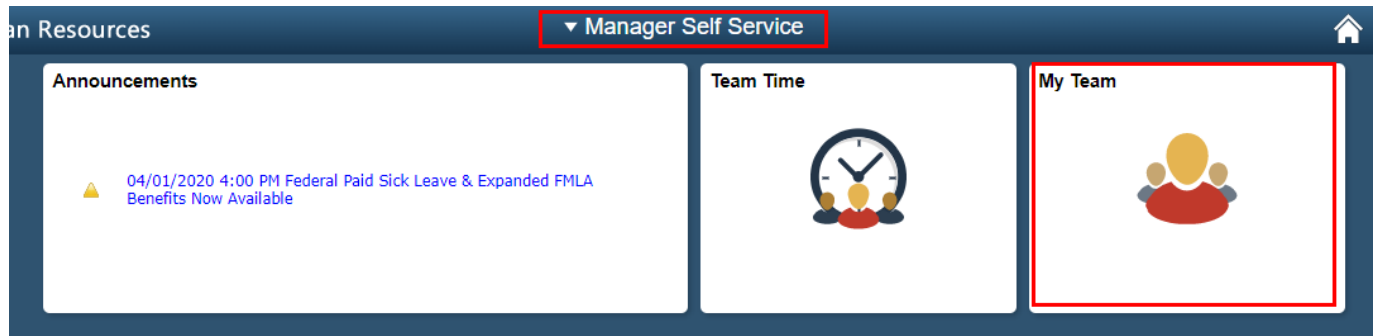 an Resources
Manager Self Service
Announcements
Team Time
My Team
04/01/2020 4:00 PM Federal Paid Sick Leave & Expanded FMLA
Benefits Now Available